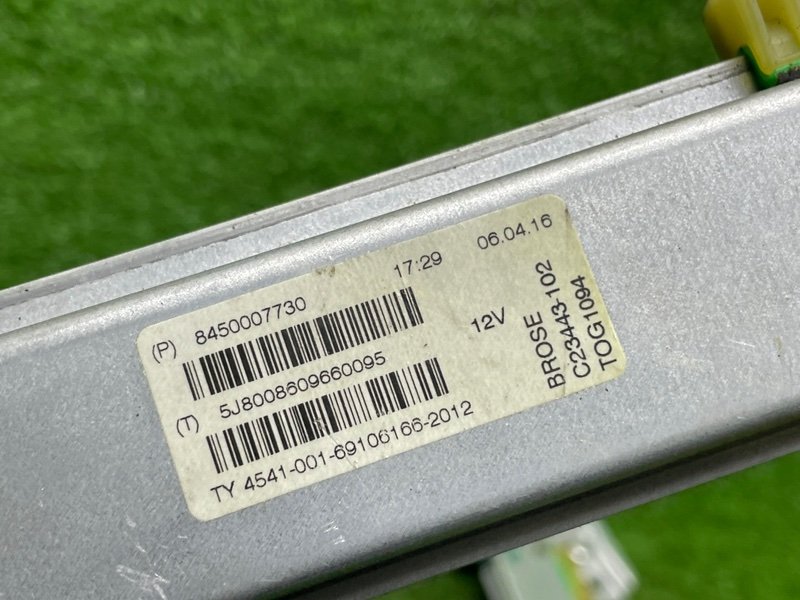 (P) 8450007730 17:29 06.04.16
(T) 5J8008609660095 12V
TY 4541-001-69106166-2012
BROSE
C23443-102
TOG1094